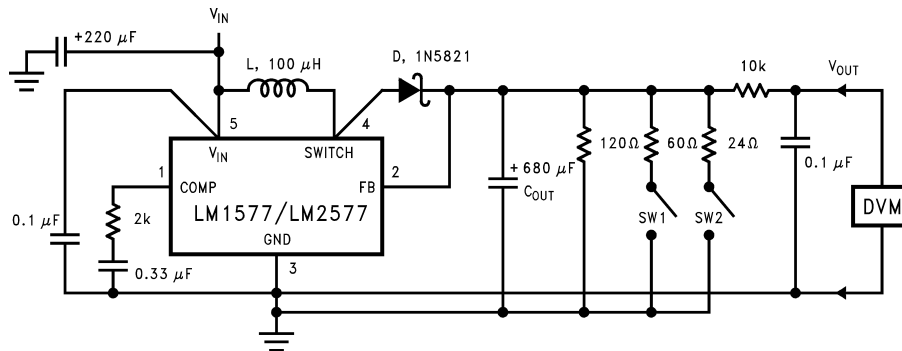 V_IN
+220 μF
L, 100 μH
D, 1N5821
10k
V_OUT
5
4
V_IN
SWITCH
1
2
COMP
FB
LM1577/LM2577
GND
3
0.1 μF
2k
0.33 μF
+ 680 μF
C_OUT
120Ω
60Ω
24Ω
SW1
SW2
0.1 μF
DVM